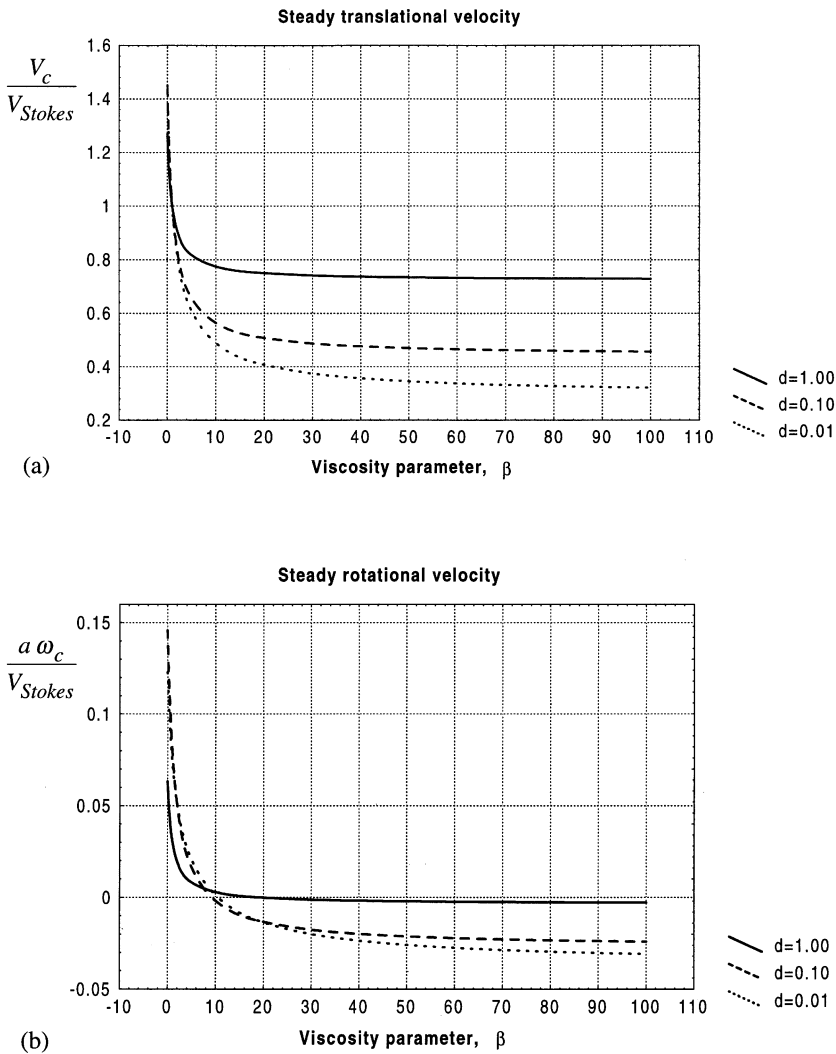 Steady translational velocity
V_c
V_Stokes
1.6
1.4
1.2
1
0.8
0.6
0.4
0.2
-10 0 10 20 30 40 50 60 70 80 90 100 110
Viscosity parameter, β
d=1.00
d=0.10
d=0.01
(a)
Steady rotational velocity
a ω_c
V_Stokes
0.15
0.1
0.05
0
-0.05
-10 0 10 20 30 40 50 60 70 80 90 100 110
Viscosity parameter, β
d=1.00
d=0.10
d=0.01
(b)